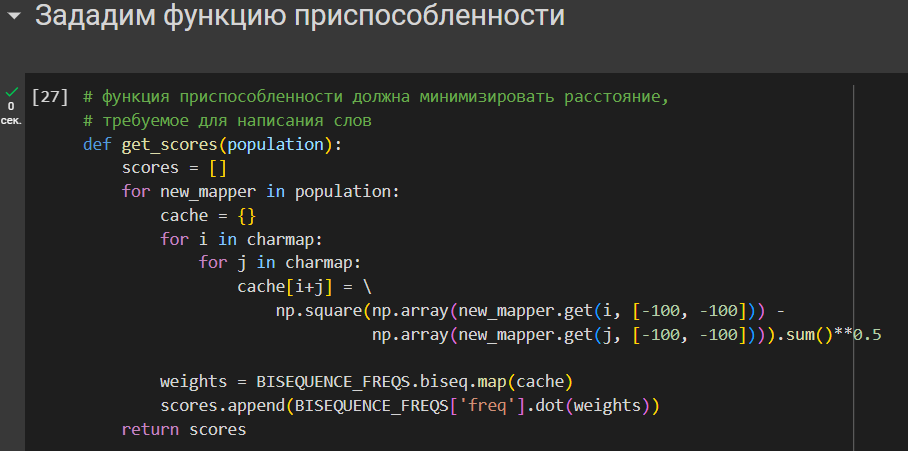 Зададим функцию приспособленности
[27] # функция приспособленности должна минимизировать расстояние,
0
сек.
# требуемое для написания слов
def get_scores(population):
    scores = []
    for new_mapper in population:
        cache = {}
        for i in charmap:
            for j in charmap:
                cache[i+j] = \
                    np.square(np.array(new_mapper.get(i, [-100, -100])) -
                              np.array(new_mapper.get(j, [-100, -100]))).sum()**0.5
        weights = BISEQUENCE_FREQS.biseq.map(cache)
        scores.append(BISEQUENCE_FREQS['freq'].dot(weights))
    return scores